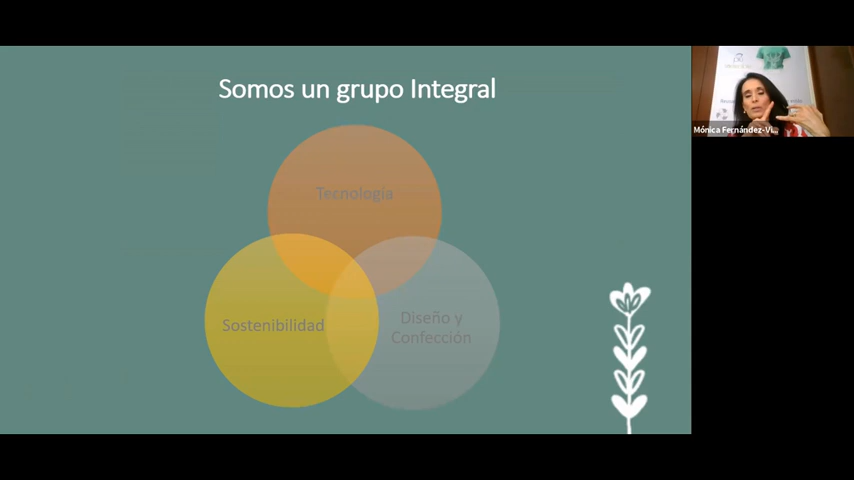 Somos un grupo Integral
Tecnología
Sostenibilidad
Diseño y
Confección
Mónica Fernández-Vi...